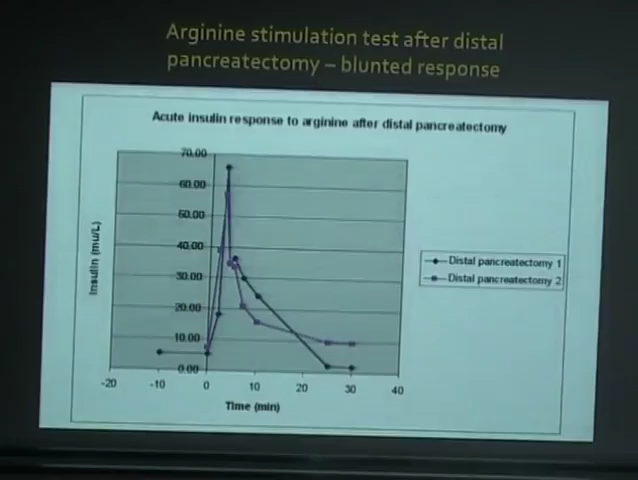 Arginine stimulation test after distal
pancreatectomy – blunted response
Acute insulin response to arginine after distal pancreatectomy
70.00
60.00
50.00
40.00
30.00
20.00
10.00
0.00
Insulin (mu/L)
-20 -10 0 10 20 30 40
Time (min)
Distal pancreatectomy 1
Distal pancreatectomy 2